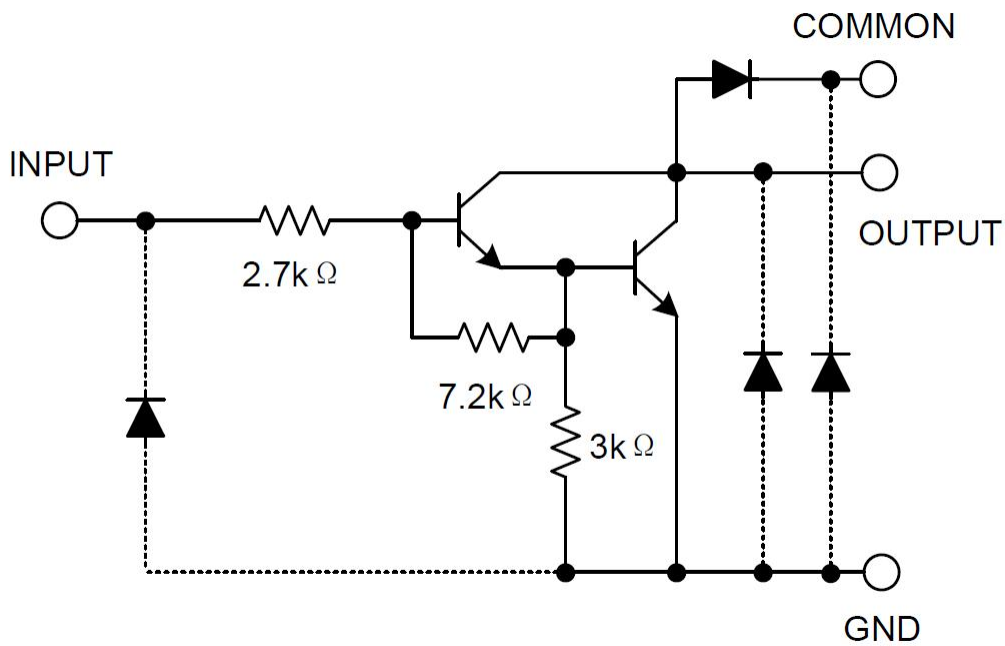 COMMON
INPUT
OUTPUT
2.7kΩ
7.2kΩ
3kΩ
GND